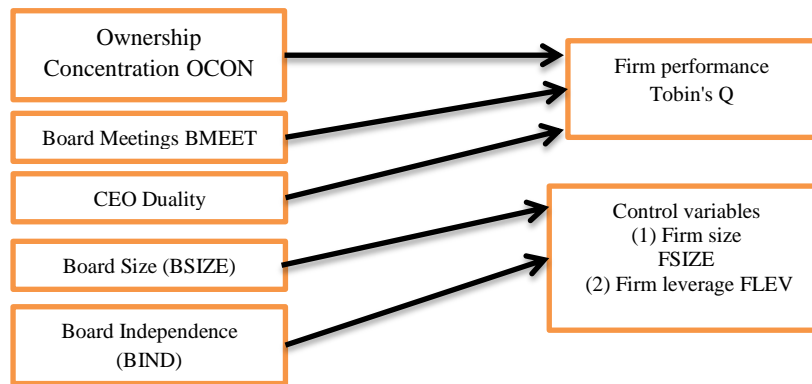 Ownership
Concentration OCON
Board Meetings BMEET
CEO Duality
Board Size (BSIZE)
Board Independence
(BIND)
Firm performance
Tobin's Q
Control variables
(1) Firm size
FSIZE
(2) Firm leverage FLEV